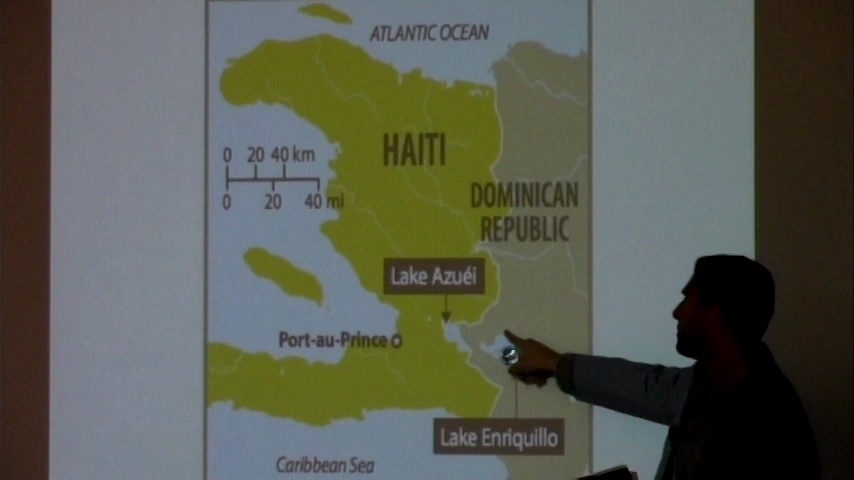 ATLANTIC OCEAN
HAITI
0 20 40 km
0 20 40 mi
DOMINICAN
REPUBLIC
Lake Azuéi
Port-au-Prince
Lake Enriquillo
Caribbean Sea